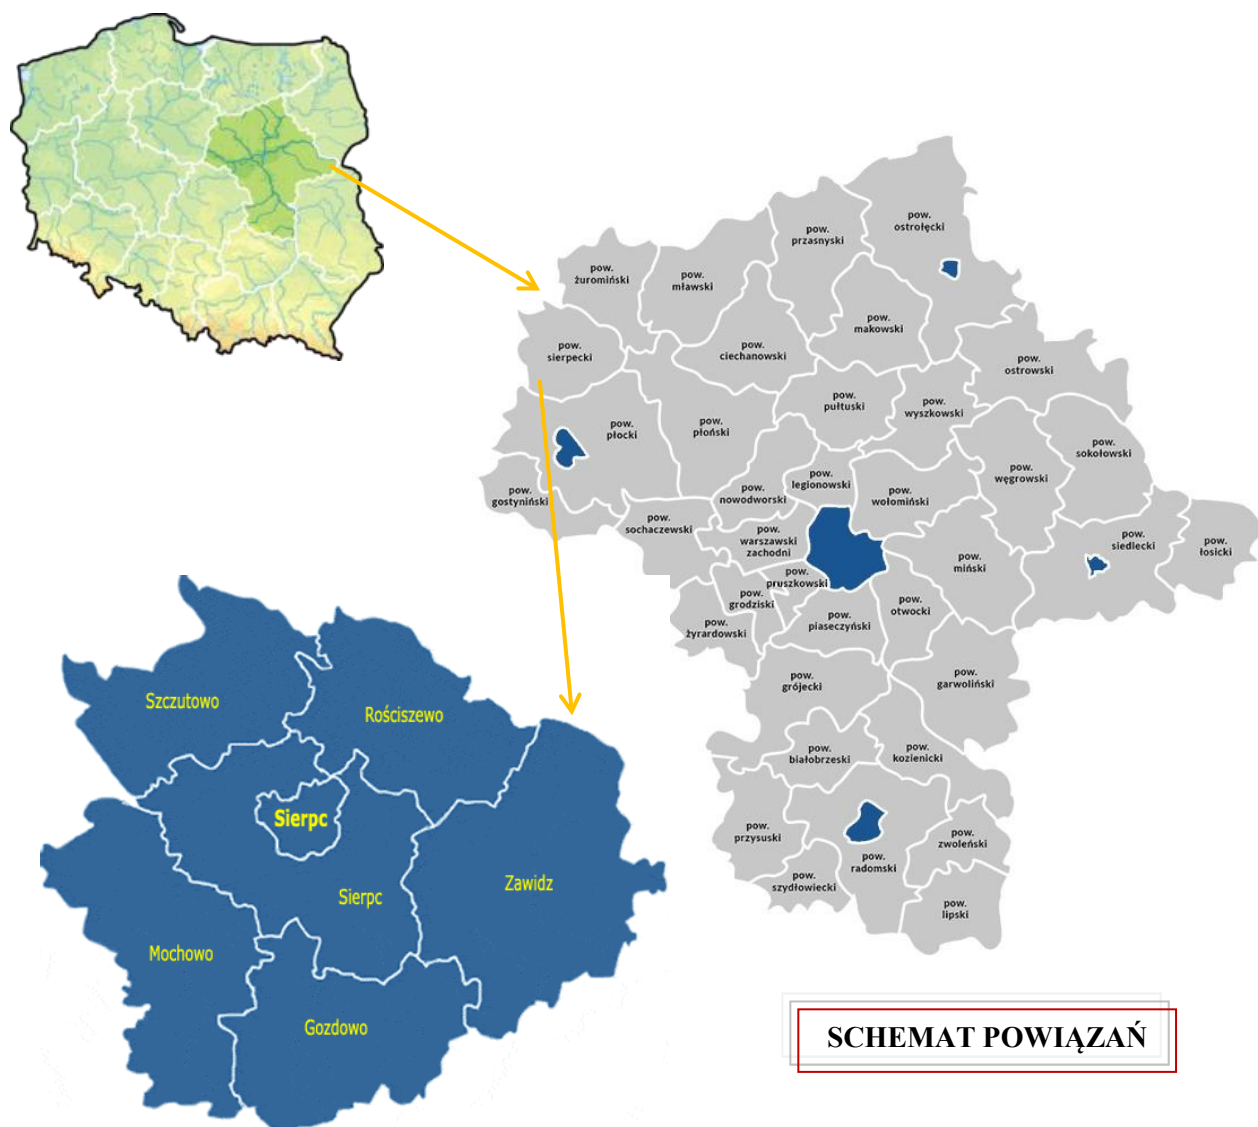 pow.
ostrołęcki
pow.
przasnyski
pow.
żuromiński
pow.
mławski
pow.
makowski
pow.
sierpecki
pow.
ciechanowski
pow.
ostrowski
pow.
pułtuski
pow.
wyszkowski
pow.
płocki
pow.
płoński
pow.
sokołowski
pow.
węgrowski
pow.
legionowski
pow.
nowodworski
pow.
wołomiński
pow.
gostyniński
pow.
sochaczewski
pow.
warszawski
zachodni
pow.
siedlecki
pow.
łosicki
pow.
miński
pow.
pruszkowski
pow.
grodziski
pow.
otwocki
pow.
piaseczyński
pow.
żyrardowski
pow.
grójecki
pow.
garwoliński
pow.
białobrzeski
pow.
kozienicki
pow.
przysuski
pow.
zwoleński
pow.
radomski
pow.
szydłowiecki
pow.
lipski
Szczutowo
Rościszewo
Sierpc
Sierpc
Zawidz
Mochowo
Gozdowo
SCHEMAT POWIĄZAŃ